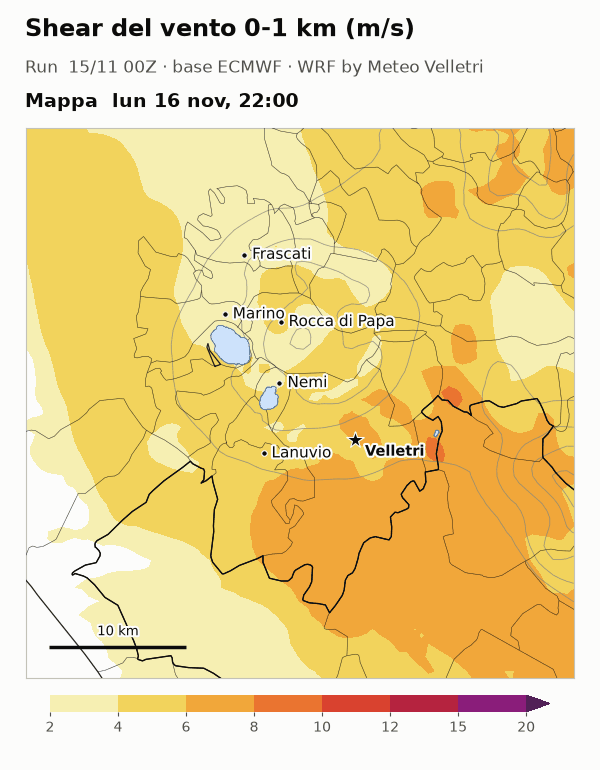 Shear del vento 0-1 km (m/s)
Run  15/11 00Z · base ECMWF · WRF by Meteo Velletri
Mappa  lun 16 nov, 22:00
Frascati
Marino
Rocca di Papa
Nemi
Velletri
Lanuvio
10 km
2 4 6 8 10 12 15 20